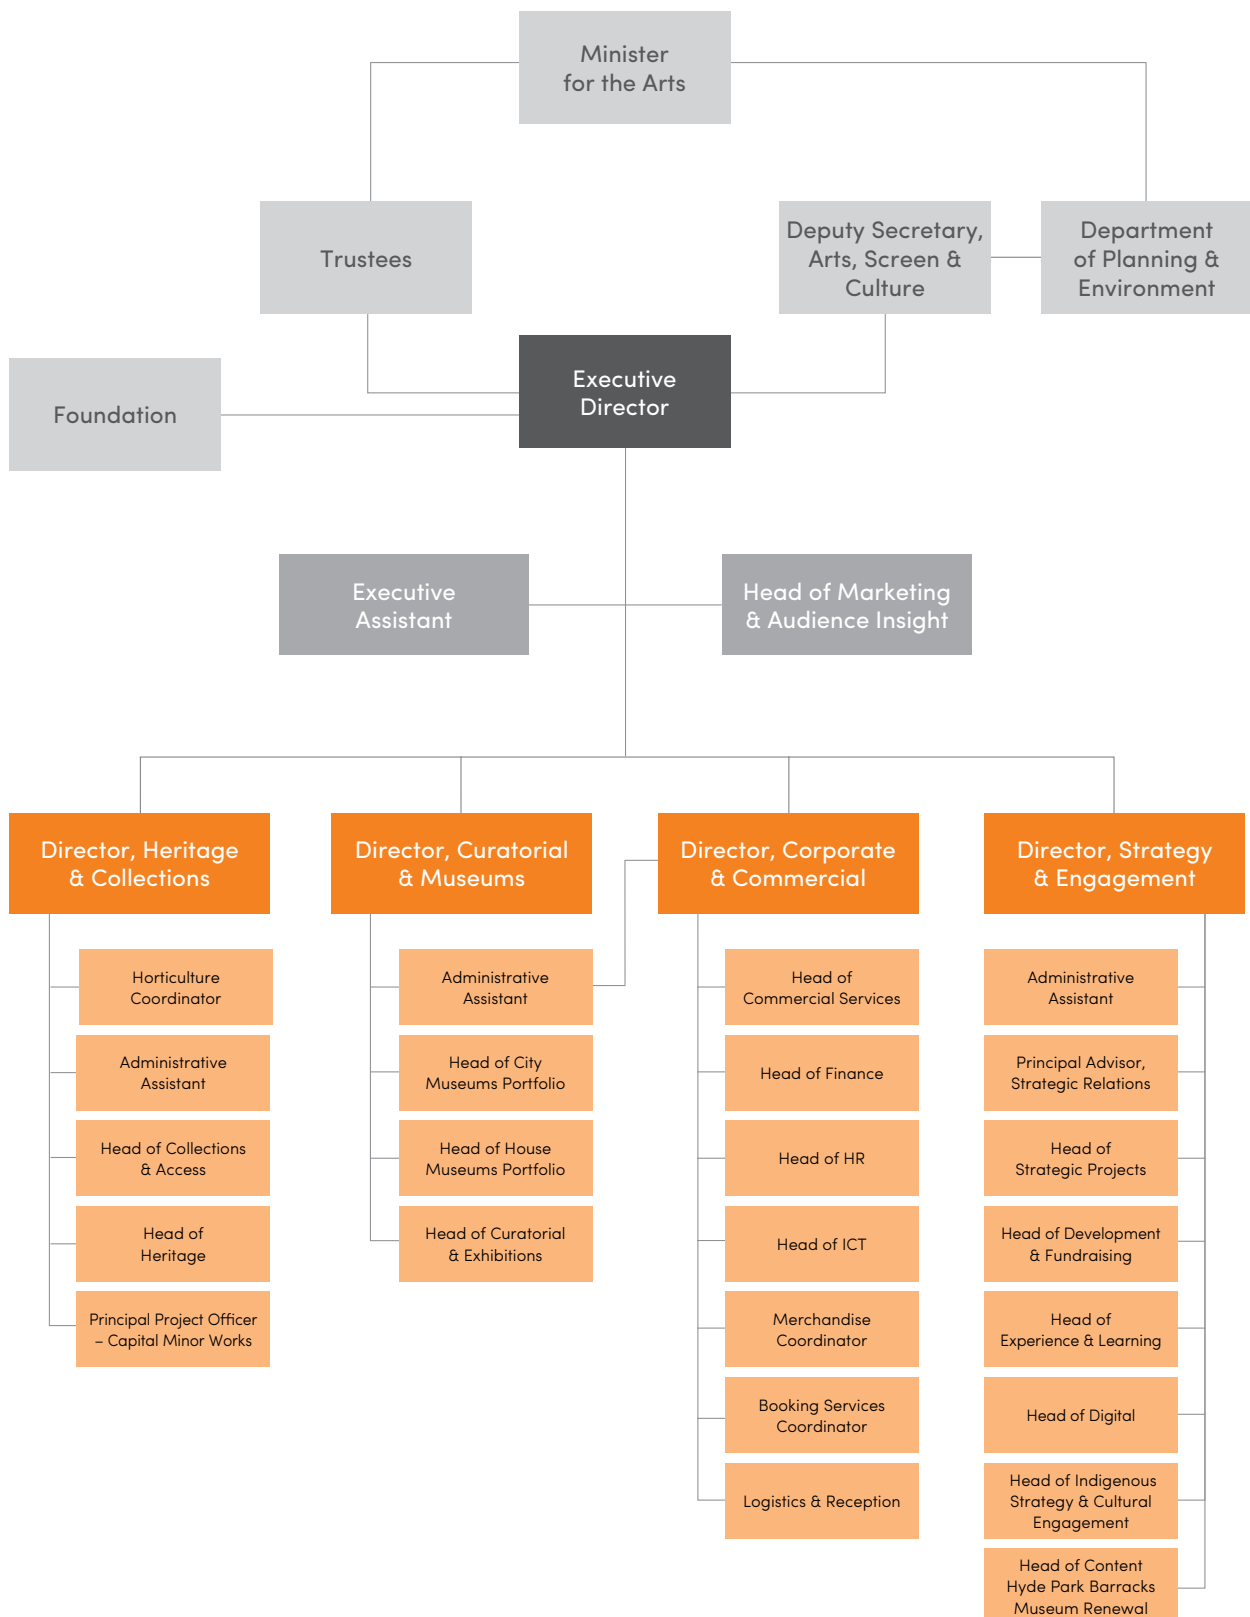 Minister
for the Arts
Trustees
Deputy Secretary,
Arts, Screen &
Culture
Department
of Planning &
Environment
Foundation
Executive
Director
Executive
Assistant
Head of Marketing
& Audience Insight
Director, Heritage
& Collections
Director, Curatorial
& Museums
Director, Corporate
& Commercial
Director, Strategy
& Engagement
Horticulture
Coordinator
Administrative
Assistant
Head of Collections
& Access
Head of
Heritage
Principal Project Officer
– Capital Minor Works
Administrative
Assistant
Head of City
Museums Portfolio
Head of House
Museums Portfolio
Head of Curatorial
& Exhibitions
Head of
Commercial Services
Head of Finance
Head of HR
Head of ICT
Merchandise
Coordinator
Booking Services
Coordinator
Logistics & Reception
Administrative
Assistant
Principal Advisor,
Strategic Relations
Head of
Strategic Projects
Head of Development
& Fundraising
Head of
Experience & Learning
Head of Digital
Head of Indigenous
Strategy & Cultural
Engagement
Head of Content
Hyde Park Barracks
Museum Renewal